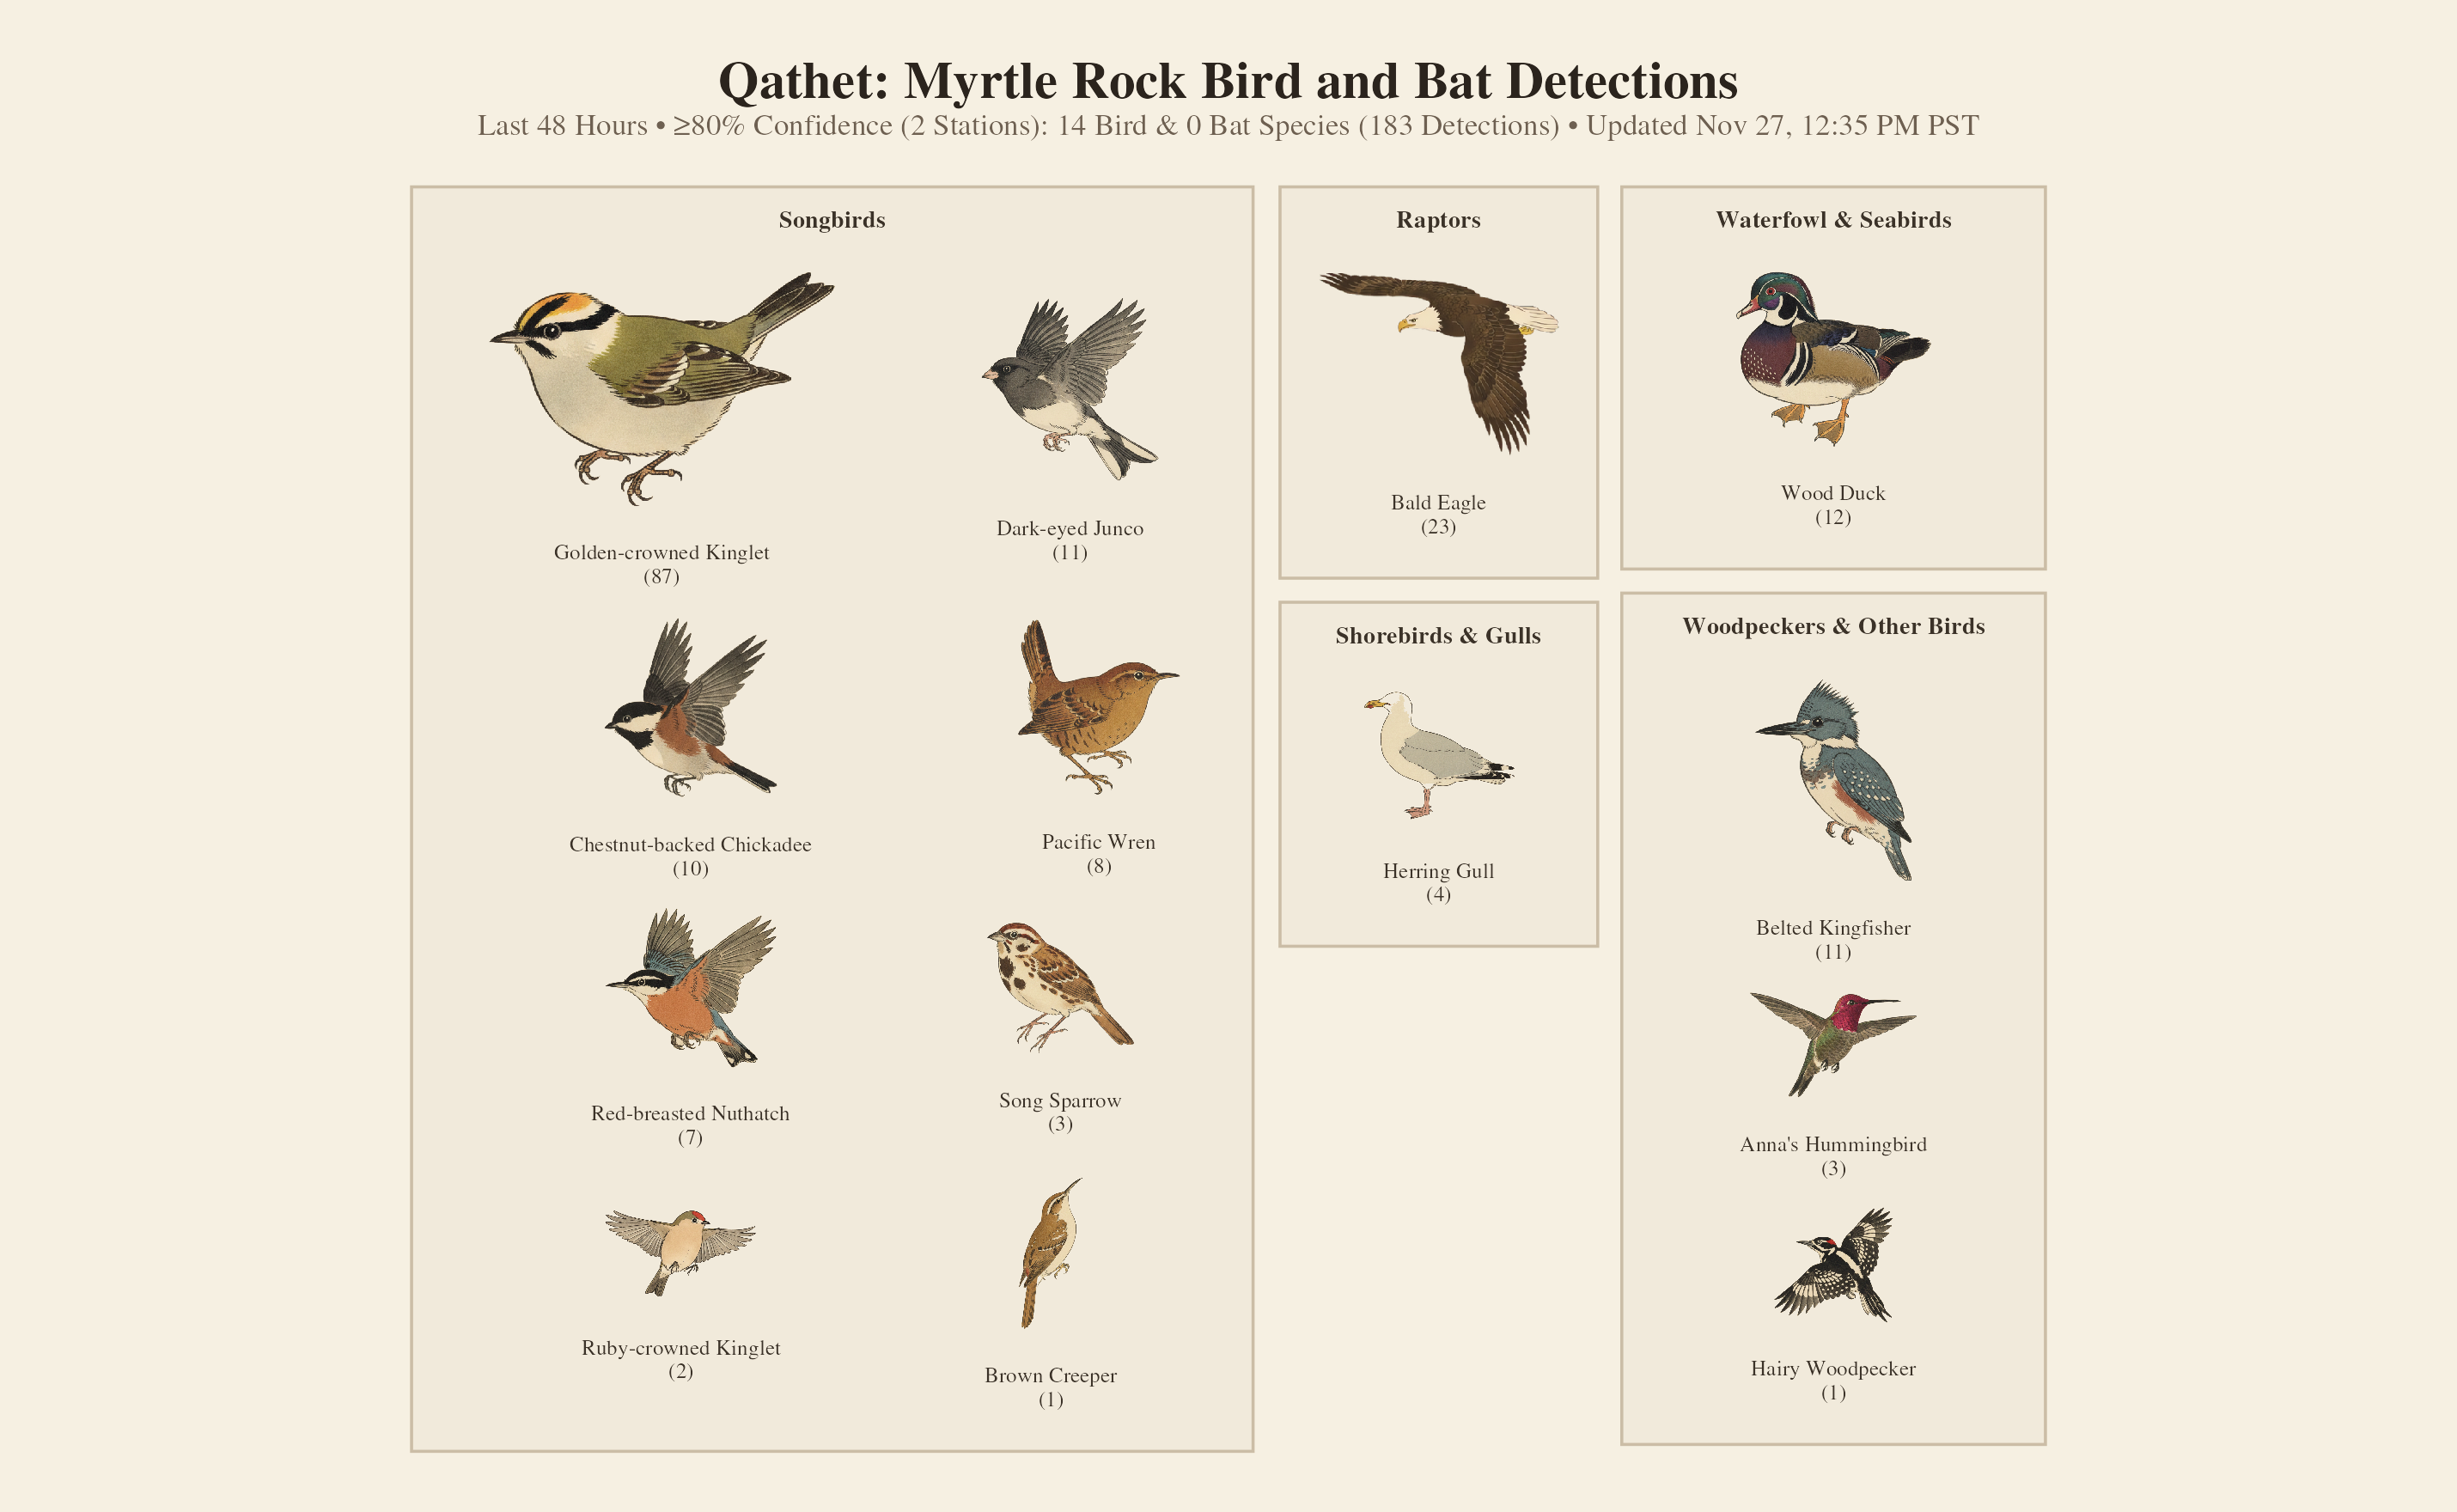 Qathet: Myrtle Rock Bird and Bat Detections
Last 48 Hours • ≥80% Confidence (2 Stations): 14 Bird & 0 Bat Species (183 Detections) • Updated Nov 27, 12:35 PM PST
Songbirds
Golden-crowned Kinglet
(87)
Dark-eyed Junco
(11)
Chestnut-backed Chickadee
(10)
Pacific Wren
(8)
Red-breasted Nuthatch
(7)
Song Sparrow
(3)
Ruby-crowned Kinglet
(2)
Brown Creeper
(1)
Raptors
Bald Eagle
(23)
Shorebirds & Gulls
Herring Gull
(4)
Waterfowl & Seabirds
Wood Duck
(12)
Woodpeckers & Other Birds
Belted Kingfisher
(11)
Anna's Hummingbird
(3)
Hairy Woodpecker
(1)